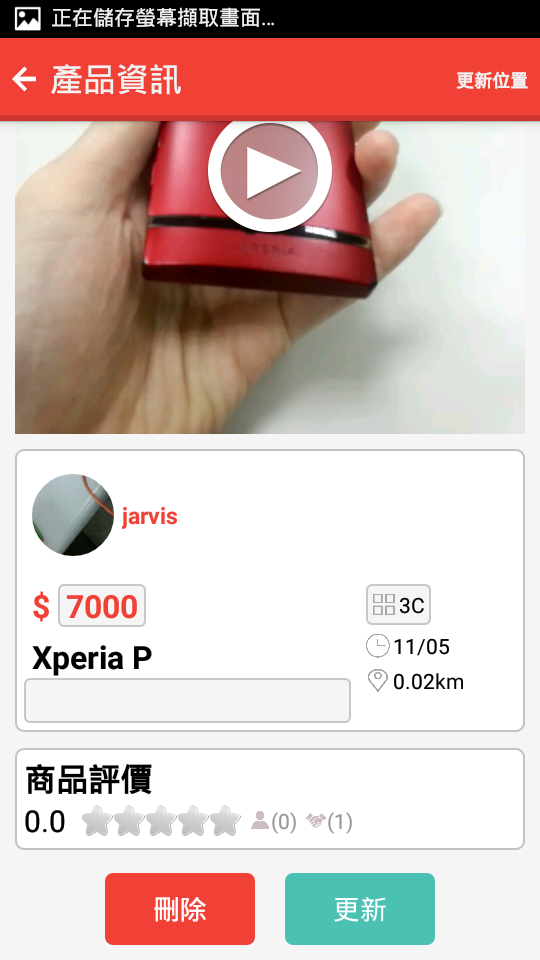 正在儲存螢幕擷取畫面...
產品資訊
更新位置
XPERIA
jarvis
$ 7000
3C
11/05
Xperia P
0.02km
商品評價
0.0 (0) (1)
刪除
更新